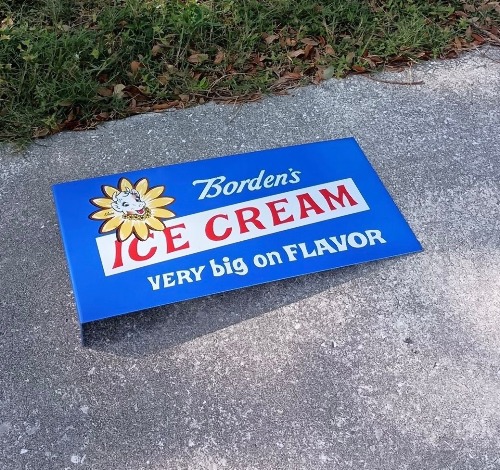 Borden's
ICE CREAM
VERY big on FLAVOR